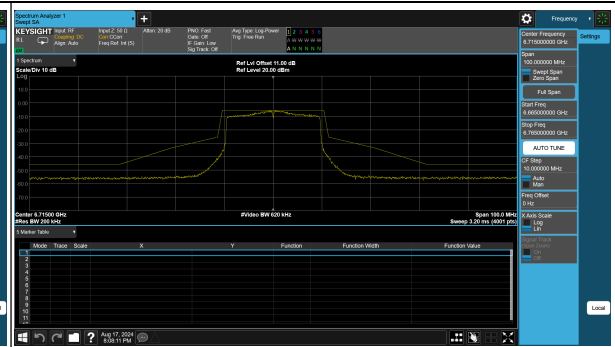 Spectrum Analyzer 1
Swept SA
+
Frequency
KEYSIGHT
Input: RF
Input Z: 50 Ω
Atten: 20 dB
PNO: Fast
Avg Type: Log-Power
1 2 3 4 5 6
Coupling: DC
Corr CCorr
Gate: Off
Trig: Free Run
A W W W W W
Align: Auto
Freq Ref: Int (S)
IF Gain: Low
Sig Track: Off
A N N N N N
Center Frequency
6.715000000 GHz
Settings
Span
100.000000 MHz
Swept Span
Zero Span
Full Span
Start Freq
6.665000000 GHz
Stop Freq
6.765000000 GHz
AUTO TUNE
CF Step
10.000000 MHz
Auto
Man
Freq Offset
0 Hz
X Axis Scale
Log
Lin
Signal Track
On
Off
Local
1 Spectrum
Scale/Div 10 dB
Ref Lvl Offset 11.00 dB
Ref Level 20.00 dBm
Log
10.0
0.00
-10.0
-20.0
-30.0
-40.0
-50.0
-60.0
-70.0
Center 6.71500 GHz
#Video BW 620 kHz
Span 100.0 MHz
#Res BW 200 kHz
Sweep 3.20 ms (4001 pts)
5 Marker Table
Mode Trace Scale X Y Function Function Width Function Value
1
2
3
4
5
6
7
8
9
10
11
?
Aug 17, 2024
8:08:11 PM